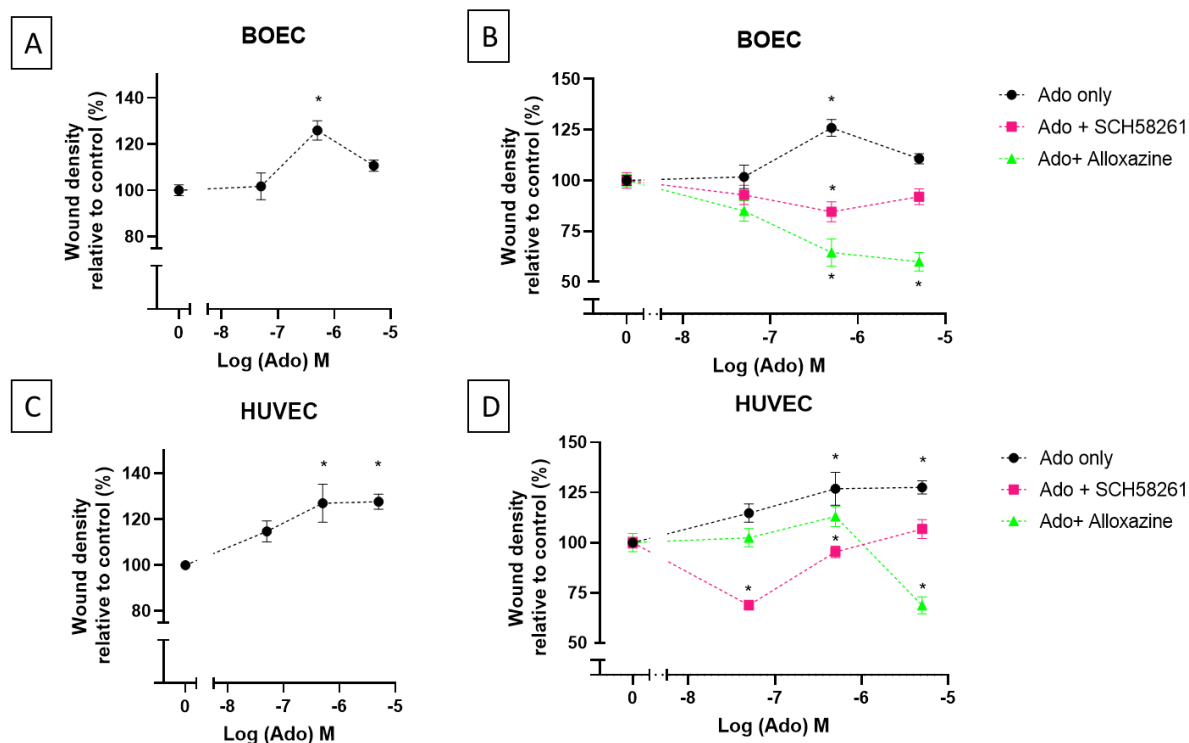 A
BOEC
Wound density
relative to control (%)
140
120
100
80
*
0
-8
-7
-6
-5
Log (Ado) M
B
BOEC
Wound density
relative to control (%)
150
125
100
75
50
*
*
*
*
0
-8
-7
-6
-5
Log (Ado) M
Ado only
Ado + SCH58261
Ado+ Alloxazine
C
HUVEC
Wound density
relative to control (%)
140
120
100
80
*
*
0
-8
-7
-6
-5
Log (Ado) M
D
HUVEC
Wound density
relative to control (%)
150
125
100
75
50
*
*
*
*
*
0
-8
-7
-6
-5
Log (Ado) M
Ado only
Ado + SCH58261
Ado+ Alloxazine